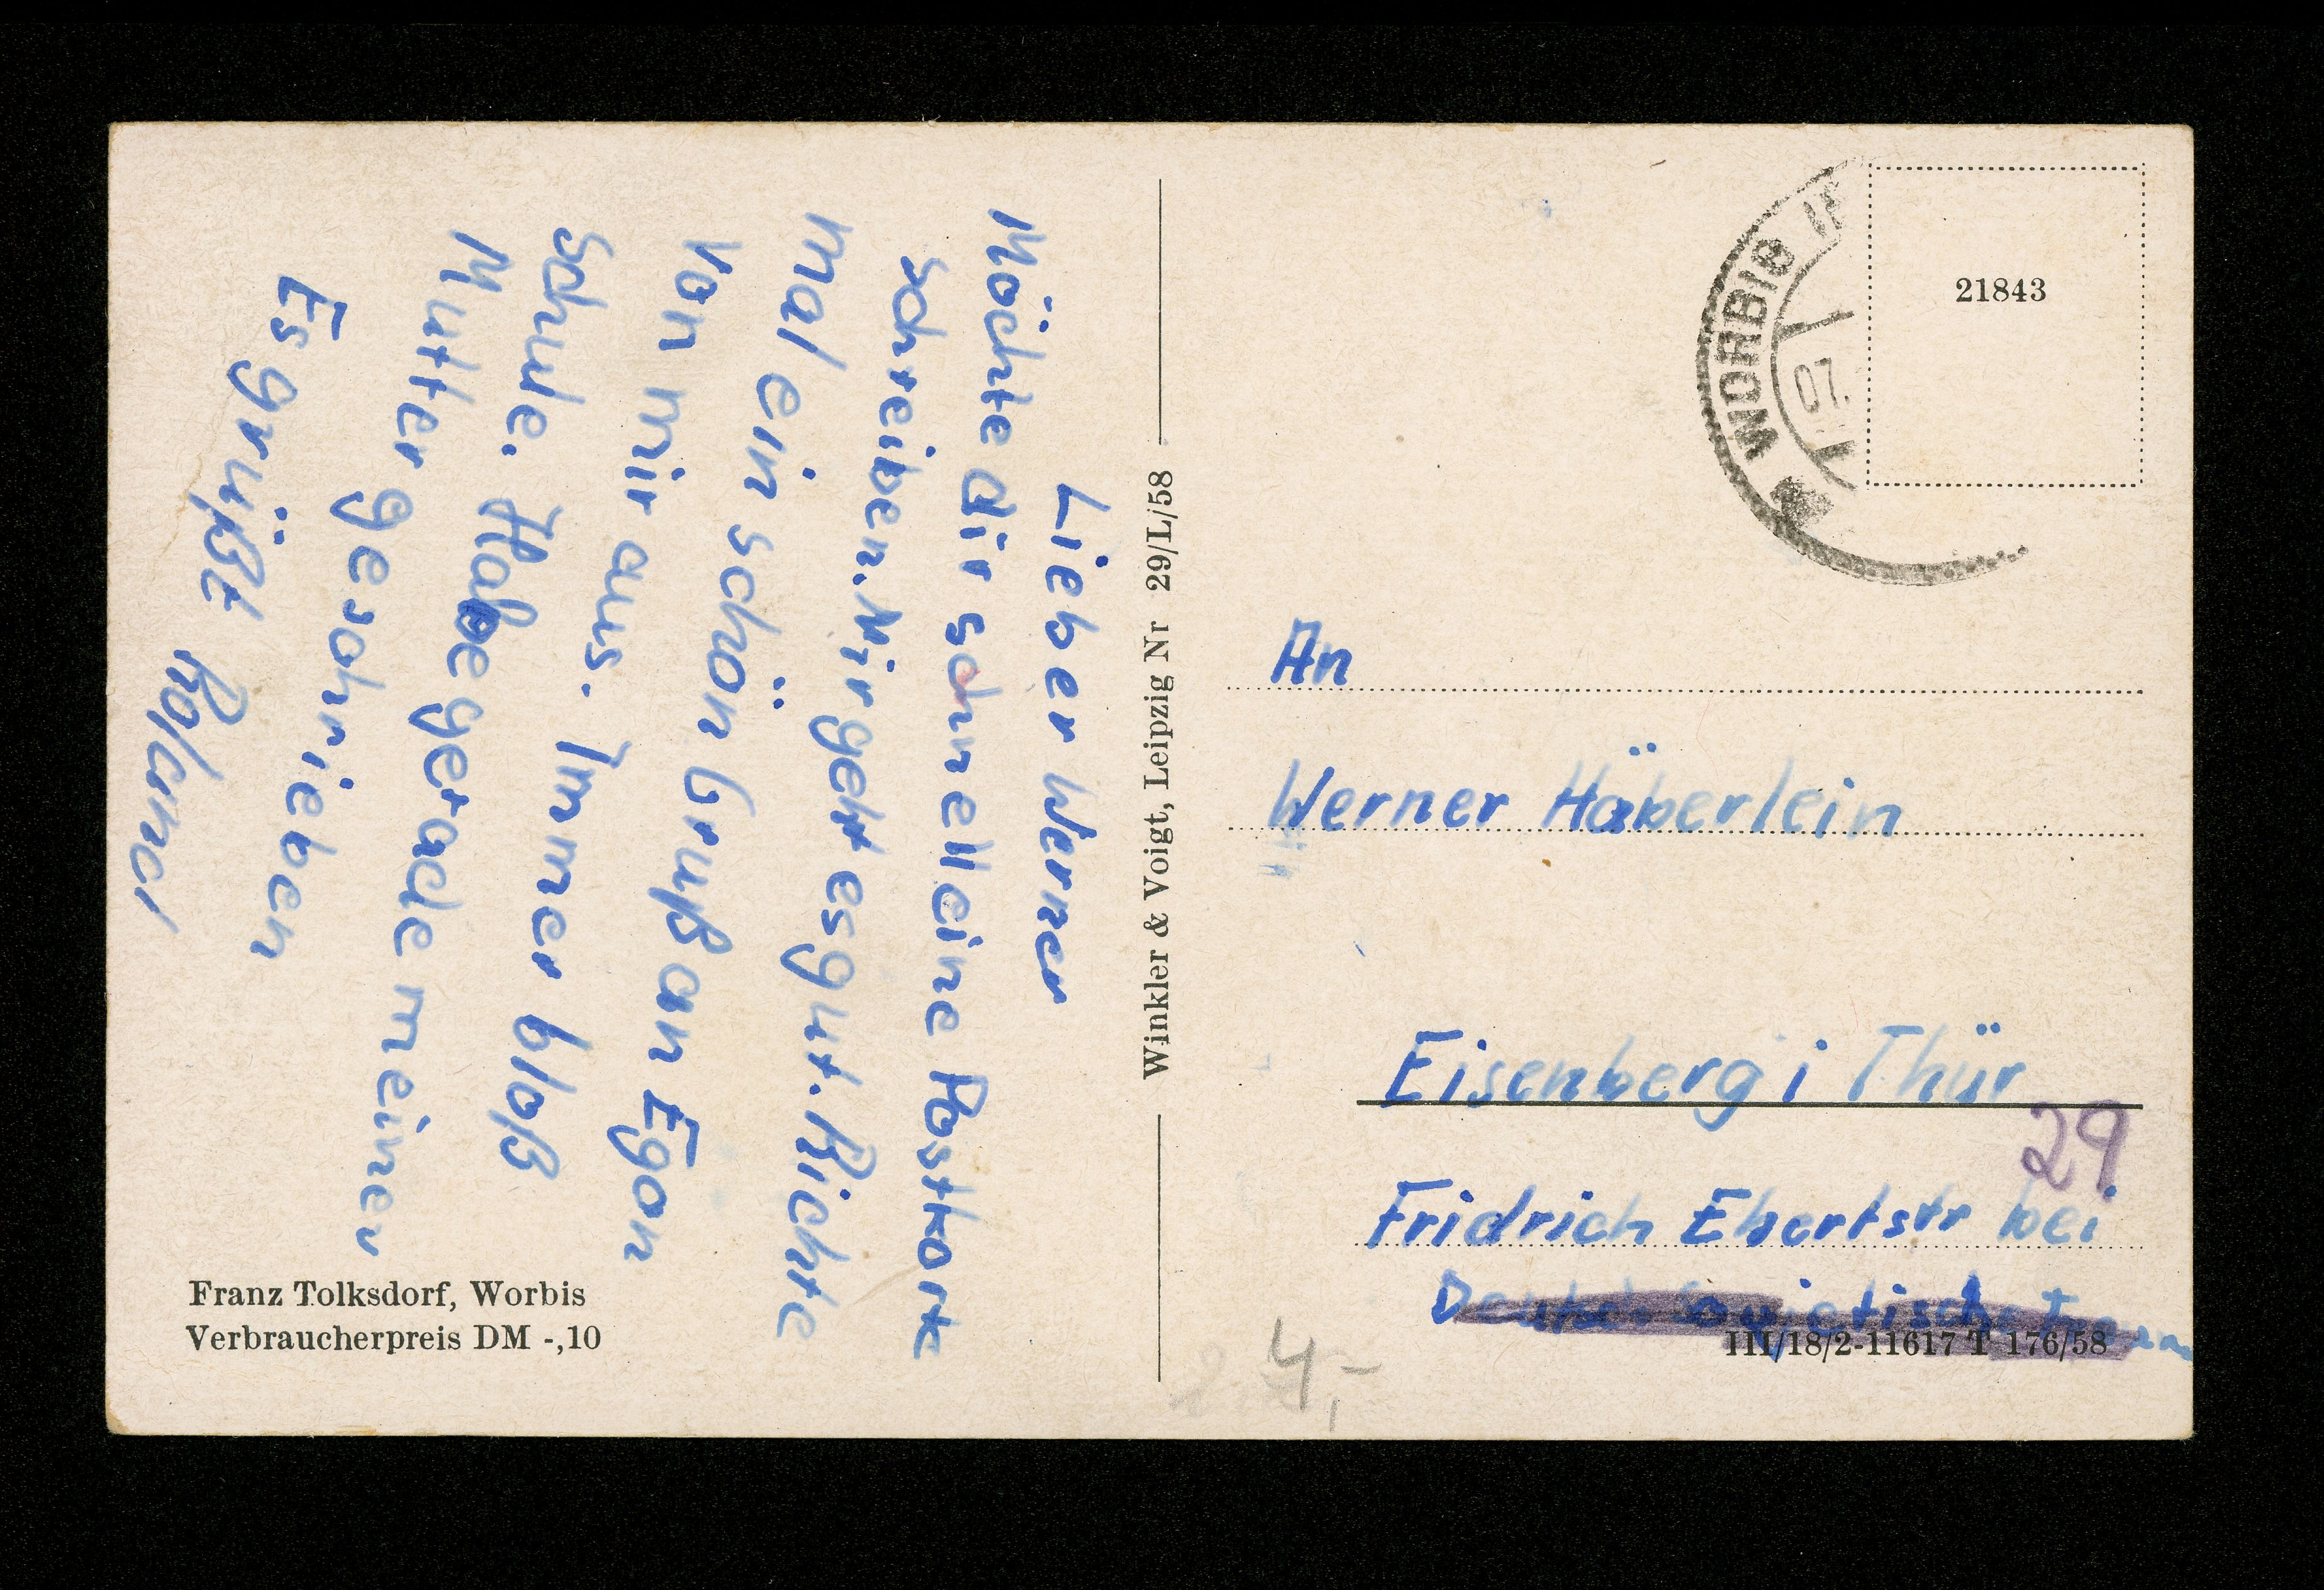 Lieber Werner
Möchte dir schnell eine Postkarte
schreiben. Mir geht es gut. Richte
mal ein schön Gruß an Egon
von mir aus. Immer bloß
Schule. Habe gerade meiner
Mutter geschrieben
Es grüßt Roland
Franz Tolksdorf, Worbis
Verbraucherpreis DM -,10
Winkler & Voigt, Leipzig Nr 29/L/58
WORBIS
07.
21843
An
Werner Häberlein
Eisenberg i Thür
29
Fridrich Ebertstr bei
III/18/2-11617 T 176/58
4,-